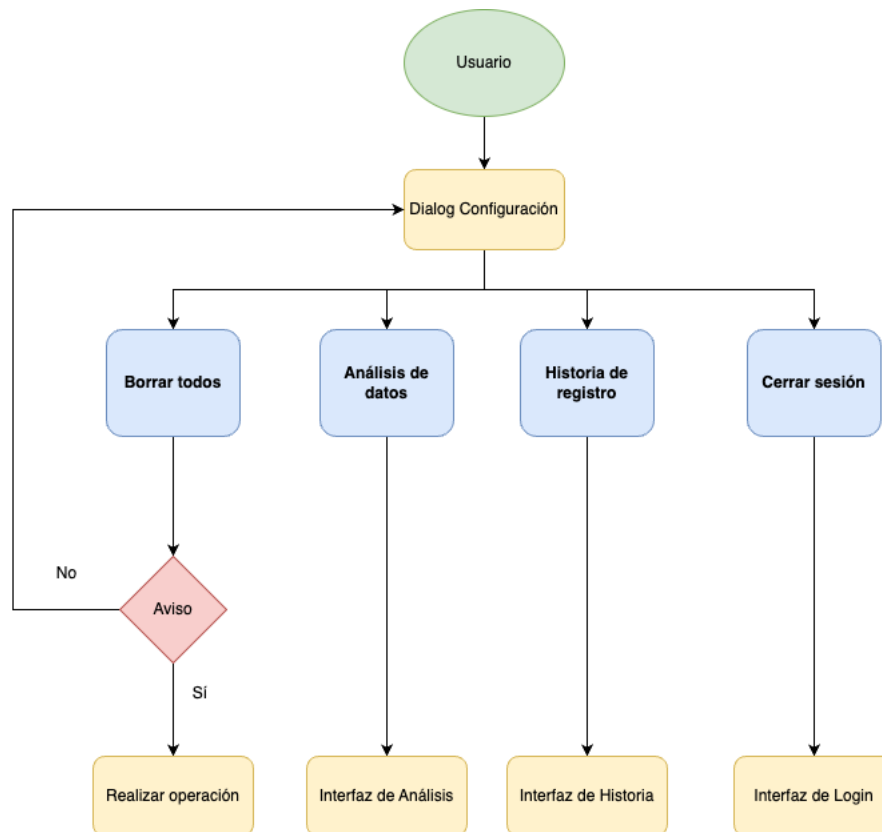 Usuario
Dialog Configuración
Borrar todos
Análisis de
datos
Historia de
registro
Cerrar sesión
No
Aviso
Sí
Realizar operación
Interfaz de Análisis
Interfaz de Historia
Interfaz de Login